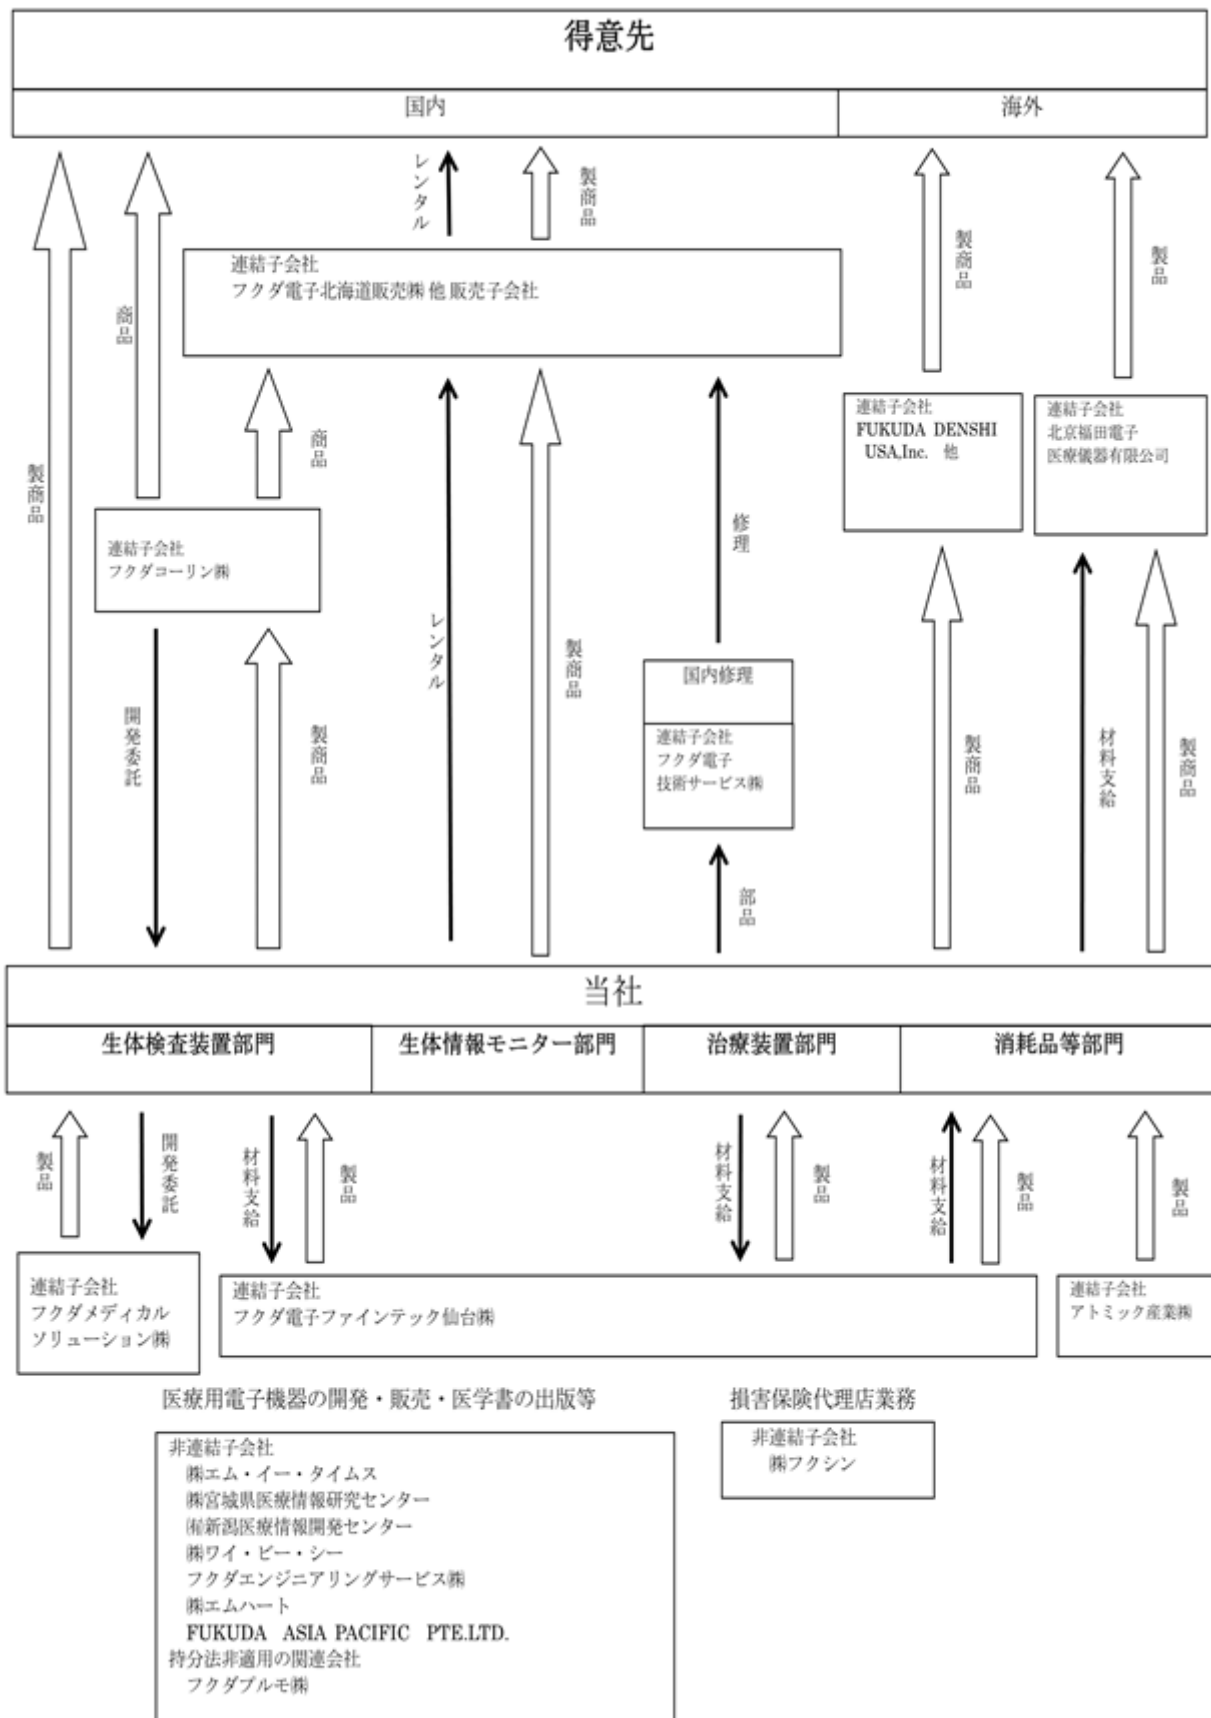 得意先
国内
海外
レンタル
製商品
製商品
製品
商品
連結子会社
フクダ電子北海道販売㈱ 他 販売子会社
製商品
商品
連結子会社
FUKUDA DENSHI
USA,Inc. 他
連結子会社
北京福田電子
医療儀器有限公司
連結子会社
フクダコーリン㈱
修理
開発委託
製商品
レンタル
製商品
国内修理
連結子会社
フクダ電子
技術サービス㈱
製商品
材料支給
製商品
部品
当社
生体検査装置部門
生体情報モニター部門
治療装置部門
消耗品等部門
製品
開発委託
材料支給
製品
材料支給
製品
材料支給
製品
製品
連結子会社
フクダメディカル
ソリューション㈱
連結子会社
フクダ電子ファインテック仙台㈱
連結子会社
アトミック産業㈱
医療用電子機器の開発・販売・医学書の出版等
損害保険代理店業務
非連結子会社
㈱エム・イー・タイムス
㈱宮城県医療情報研究センター
㈲新潟医療情報開発センター
㈱ワイ・ビー・シー
フクダエンジニアリングサービス㈱
㈱エムハート
FUKUDA ASIA PACIFIC PTE.LTD.
持分法非適用の関連会社
フクダプルモ㈱
非連結子会社
㈱フクシン